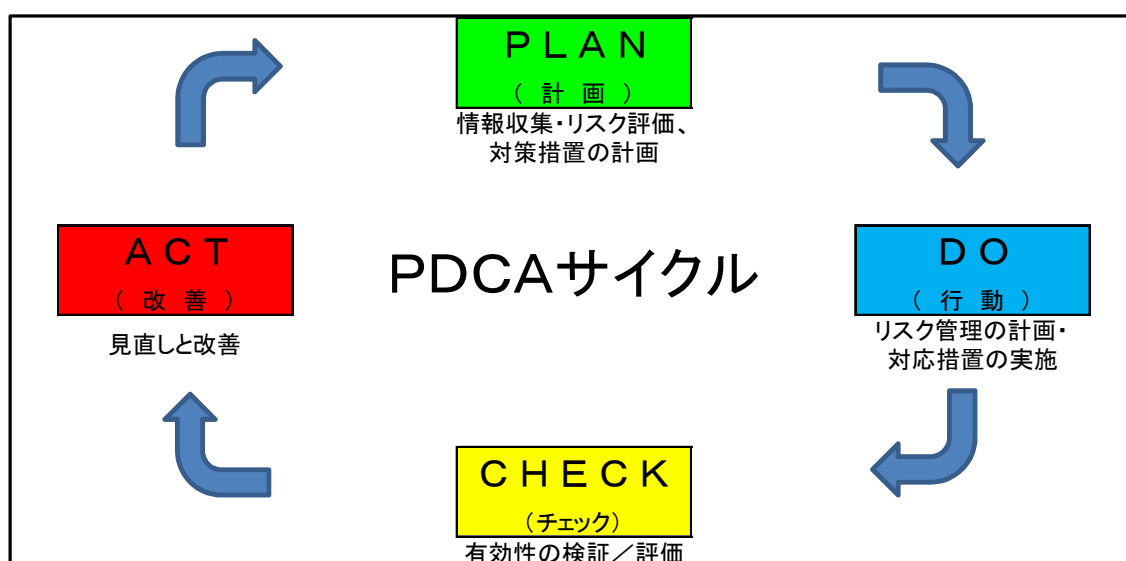 ＰＬＡＮ
（計画）
情報収集・リスク評価、
対策措置の計画
ＡＣＴ
（改善）
見直しと改善
PDCAサイクル
ＤＯ
（行動）
リスク管理の計画・
対応措置の実施
ＣＨＥＣＫ
（チェック）
有効性の検証／評価